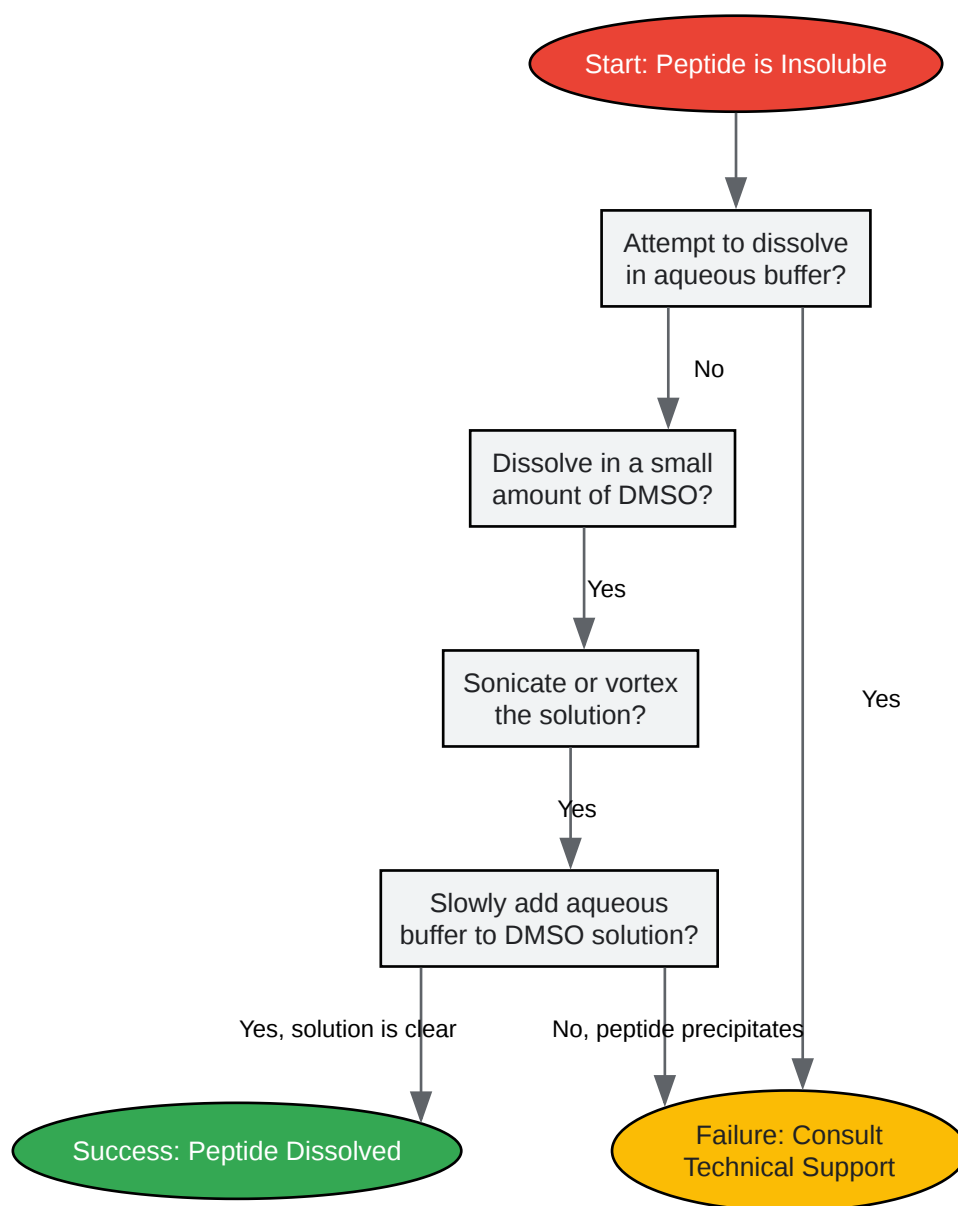 Start: Peptide is Insoluble
Attempt to dissolve
in aqueous buffer?
No
Dissolve in a small
amount of DMSO?
Yes
Sonicate or vortex
the solution?
Yes
Yes
Slowly add aqueous
buffer to DMSO solution?
Yes, solution is clear
No, peptide precipitates
Success: Peptide Dissolved
Failure: Consult
Technical Support